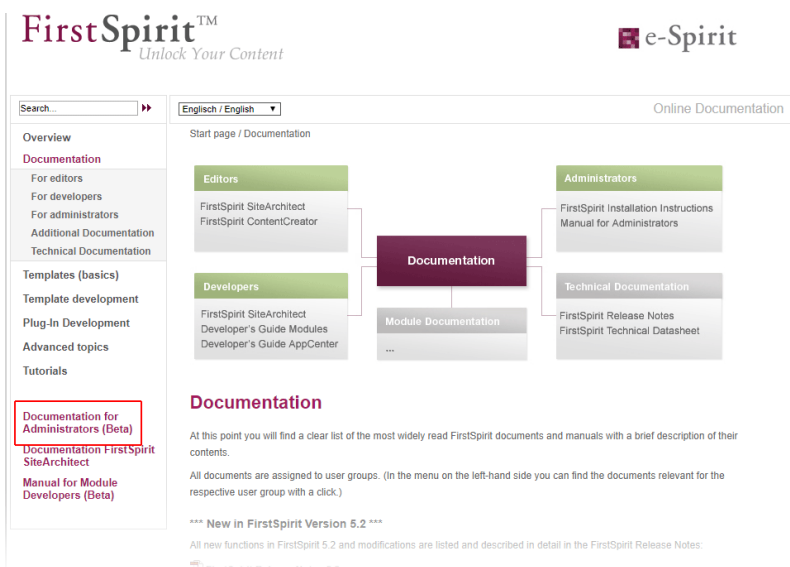 FirstSpirit™
Unlock Your Content
e-Spirit
Search...
Englisch / English
Online Documentation
Overview
Documentation
For editors
For developers
For administrators
Additional Documentation
Technical Documentation
Templates (basics)
Template development
Plug-In Development
Advanced topics
Tutorials
Documentation for
Administrators (Beta)
Documentation FirstSpirit
SiteArchitect
Manual for Module
Developers (Beta)
Start page / Documentation
Editors
FirstSpirit SiteArchitect
FirstSpirit ContentCreator
Administrators
FirstSpirit Installation Instructions
Manual for Administrators
Documentation
Developers
FirstSpirit SiteArchitect
Developer's Guide Modules
Developer's Guide AppCenter
Module Documentation
...
Technical Documentation
FirstSpirit Release Notes
FirstSpirit Technical Datasheet
Documentation
At this point you will find a clear list of the most widely read FirstSpirit documents and manuals with a brief description of their
contents.
All documents are assigned to user groups. (In the menu on the left-hand side you can find the documents relevant for the
respective user group with a click.)
*** New in FirstSpirit Version 5.2 ***
All new functions in FirstSpirit 5.2 and modifications are listed and described in detail in the FirstSpirit Release Notes: